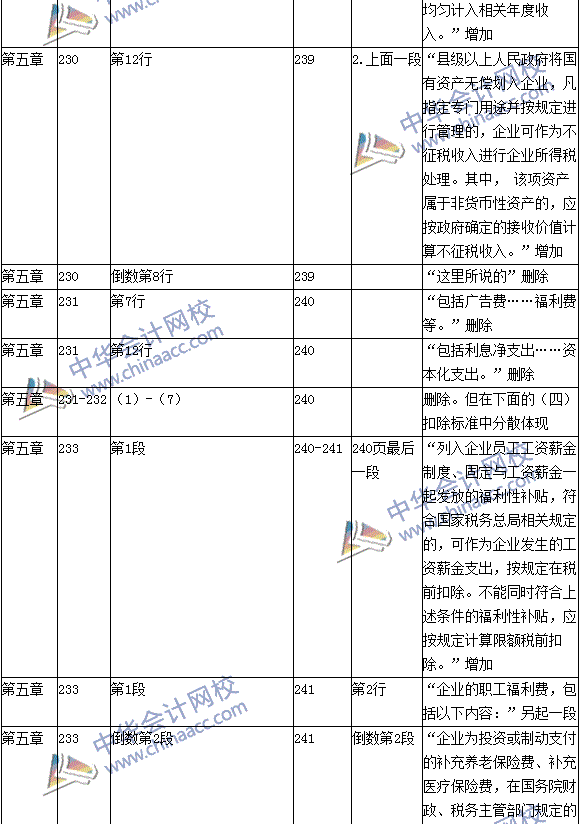 均匀计入相关年度收
入。”增加
第五章 230 第12行 239 2.上面一段 “县级以上人民政府将国
有资产无偿划入企业，凡
指定专门用途并按规定进
行管理的，企业可作为不
征税收入进行企业所得税
处理。其中， 该项资产
属于非货币性资产的，应
按政府确定的接收价值计
算不征税收入。”增加
第五章 230 倒数第8行 239 “这里所说的”删除
第五章 231 第7行 240 “包括广告费……福利费
等。”删除
第五章 231 第12行 240 “包括利息净支出……资
本化支出。”删除
第五章 231-232 （1）-（7） 240 删除。但在下面的（四）
扣除标准中分散体现
第五章 233 第1段 240-241 240页最后 “列入企业员工工资薪金
一段 制度、固定与工资薪金一
起发放的福利性补贴，符
合国家税务总局相关规定
的，可作为企业发生的工
资薪金支出，按规定在税
前扣除。不能同时符合上
述条件的福利性补贴，应
按规定计算限额税前扣
除。”增加
第五章 233 第1段 241 第2行 “企业的职工福利费，包
括以下内容：”另起一段
第五章 233 倒数第2段 241 倒数第2段 “企业为投资或制动支付
的补充养老保险费、补充
医疗保险费，在国务院财
政、税务主管部门规定的
中华会计网校
www.chinaacc.com
中华会计网校
www.chinaacc.com
中华会计网校
www.chinaacc.com
中华会计网校
www.chinaacc.com
中华会计网校
www.chinaacc.com